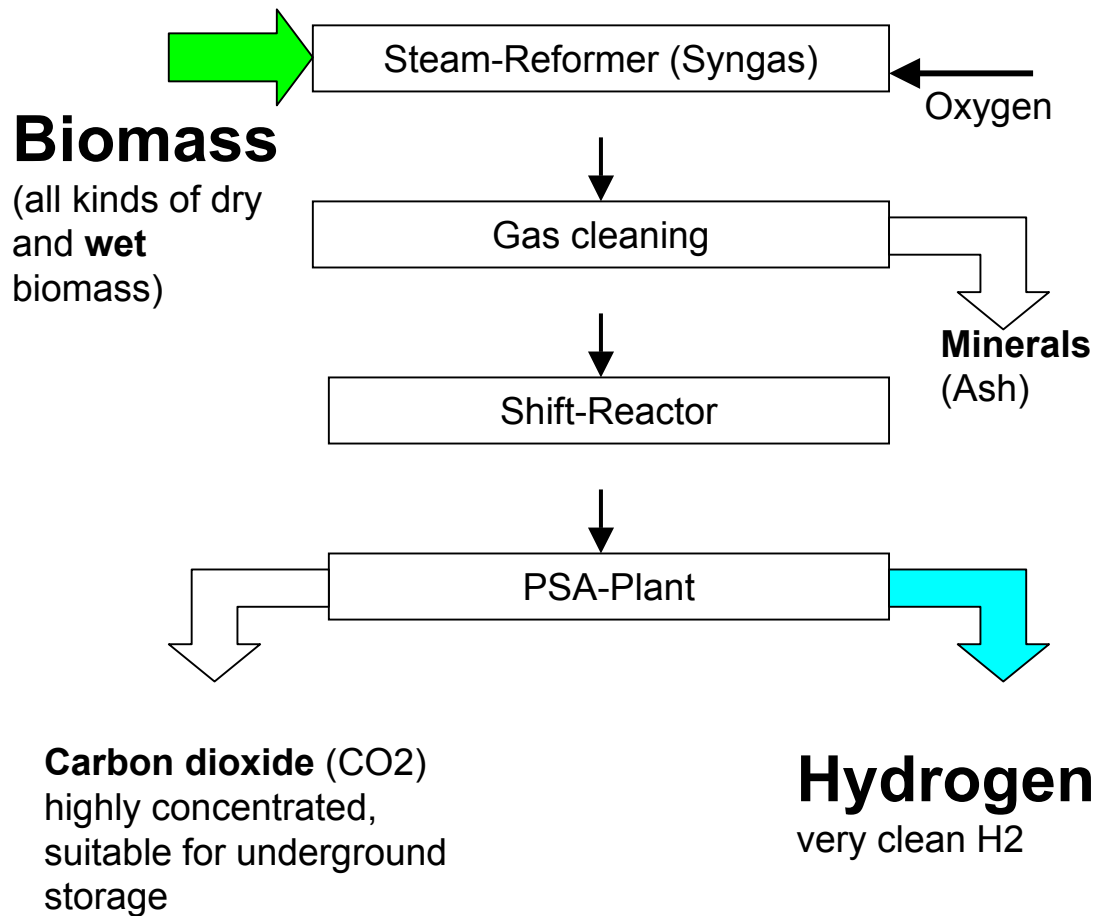 Steam-Reformer (Syngas)
Oxygen
Biomass
(all kinds of dry
and wet
biomass)
Gas cleaning
Minerals
(Ash)
Shift-Reactor
PSA-Plant
Carbon dioxide (CO2)
highly concentrated,
suitable for underground
storage
Hydrogen
very clean H2